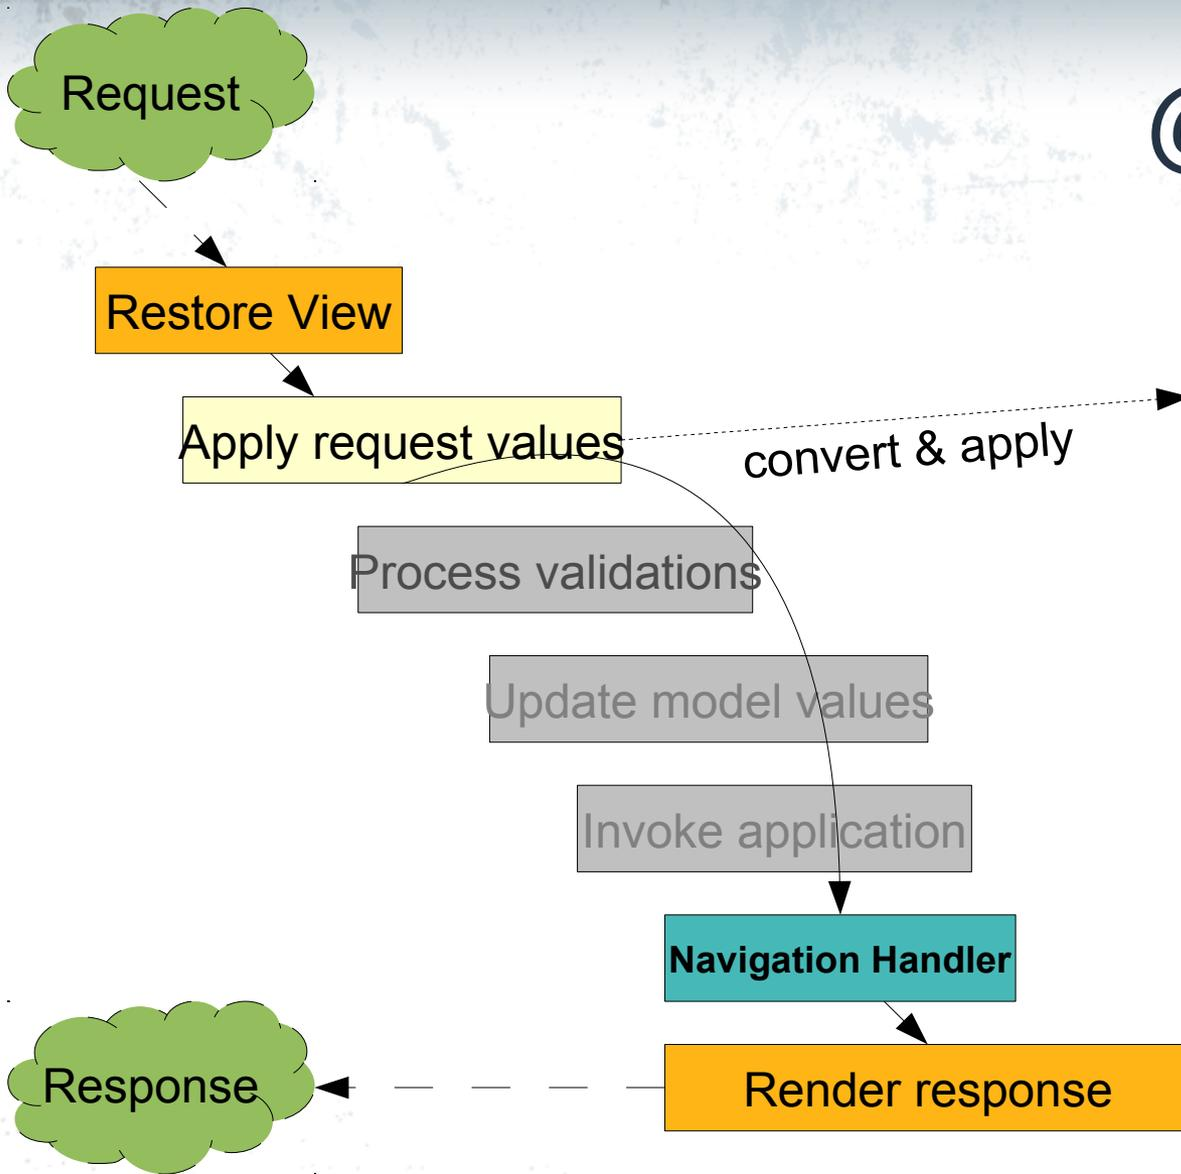 Request
Restore View
Apply request values
convert & apply
Process validations
Update model values
Invoke application
Navigation Handler
Response
Render response